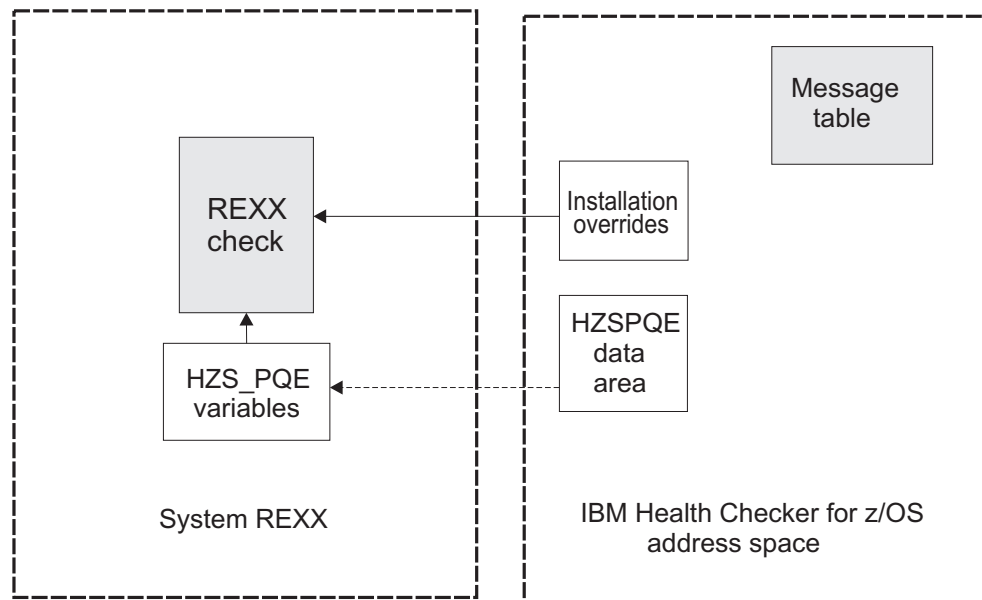 Message
table
REXX
check
Installation
overrides
HZSPQE
data
area
HZS_PQE
variables
System REXX
IBM Health Checker for z/OS
address space